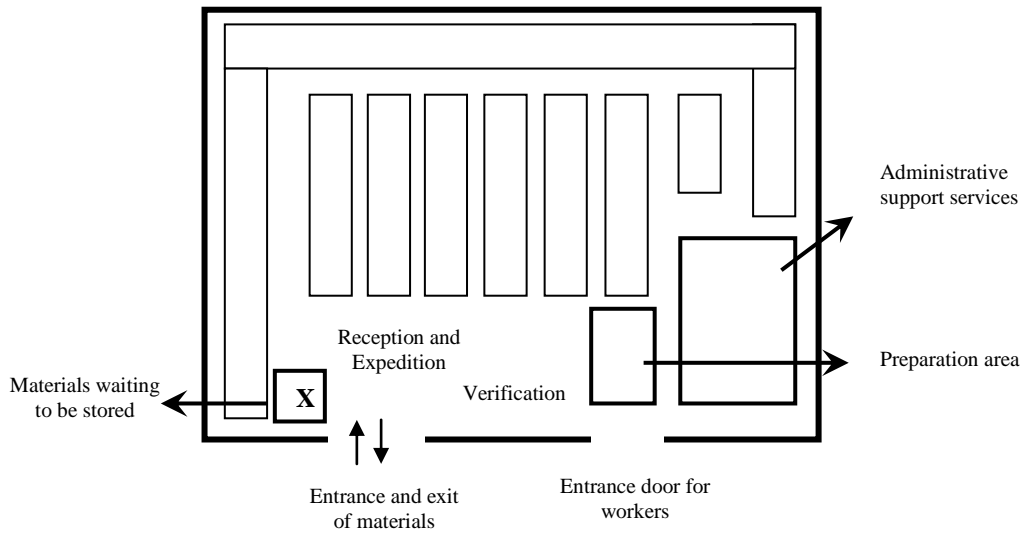 Administrative
support services
Reception and
Expedition
Preparation area
Materials waiting
to be stored
X
Verification
Entrance and exit
of materials
Entrance door for
workers